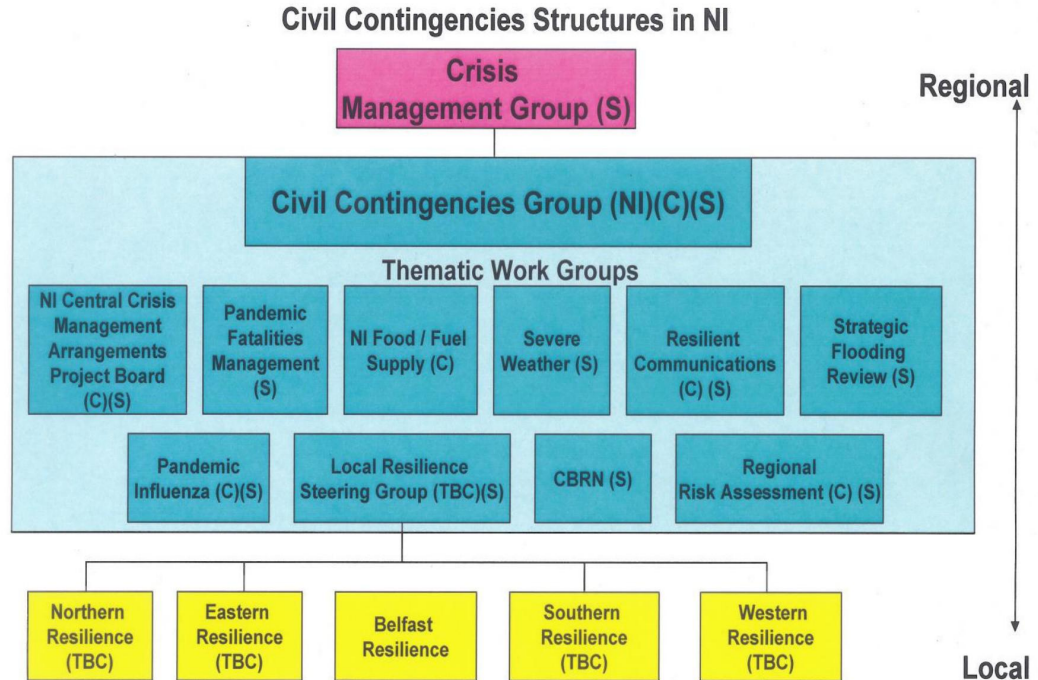 Civil Contingencies Structures in NI
Crisis
Management Group (S)
Regional
Civil Contingencies Group (NI)(C)(S)
Thematic Work Groups
NI Central Crisis
Management
Arrangements
Project Board
(C)(S)
Pandemic
Fatalities
Management
(S)
NI Food / Fuel
Supply (C)
Severe
Weather (S)
Resilient
Communications
(C) (S)
Strategic
Flooding
Review (S)
Pandemic
Influenza (C)(S)
Local Resilience
Steering Group (TBC)(S)
CBRN (S)
Regional
Risk Assessment (C) (S)
Northern
Resilience
(TBC)
Eastern
Resilience
(TBC)
Belfast
Resilience
Southern
Resilience
(TBC)
Western
Resilience
(TBC)
Local